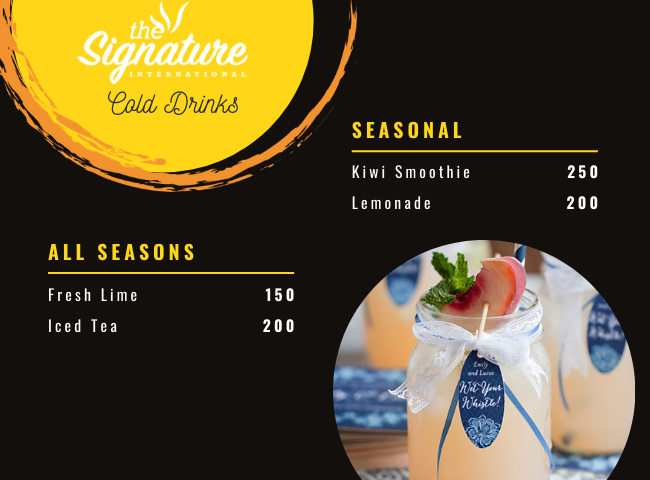 the
Signature
INTERNATIONAL
Cold Drinks
SEASONAL
Kiwi Smoothie 250
Lemonade 200
ALL SEASONS
Fresh Lime 150
Iced Tea 200
Emily
and Lucas
Wet Your
Whistle!